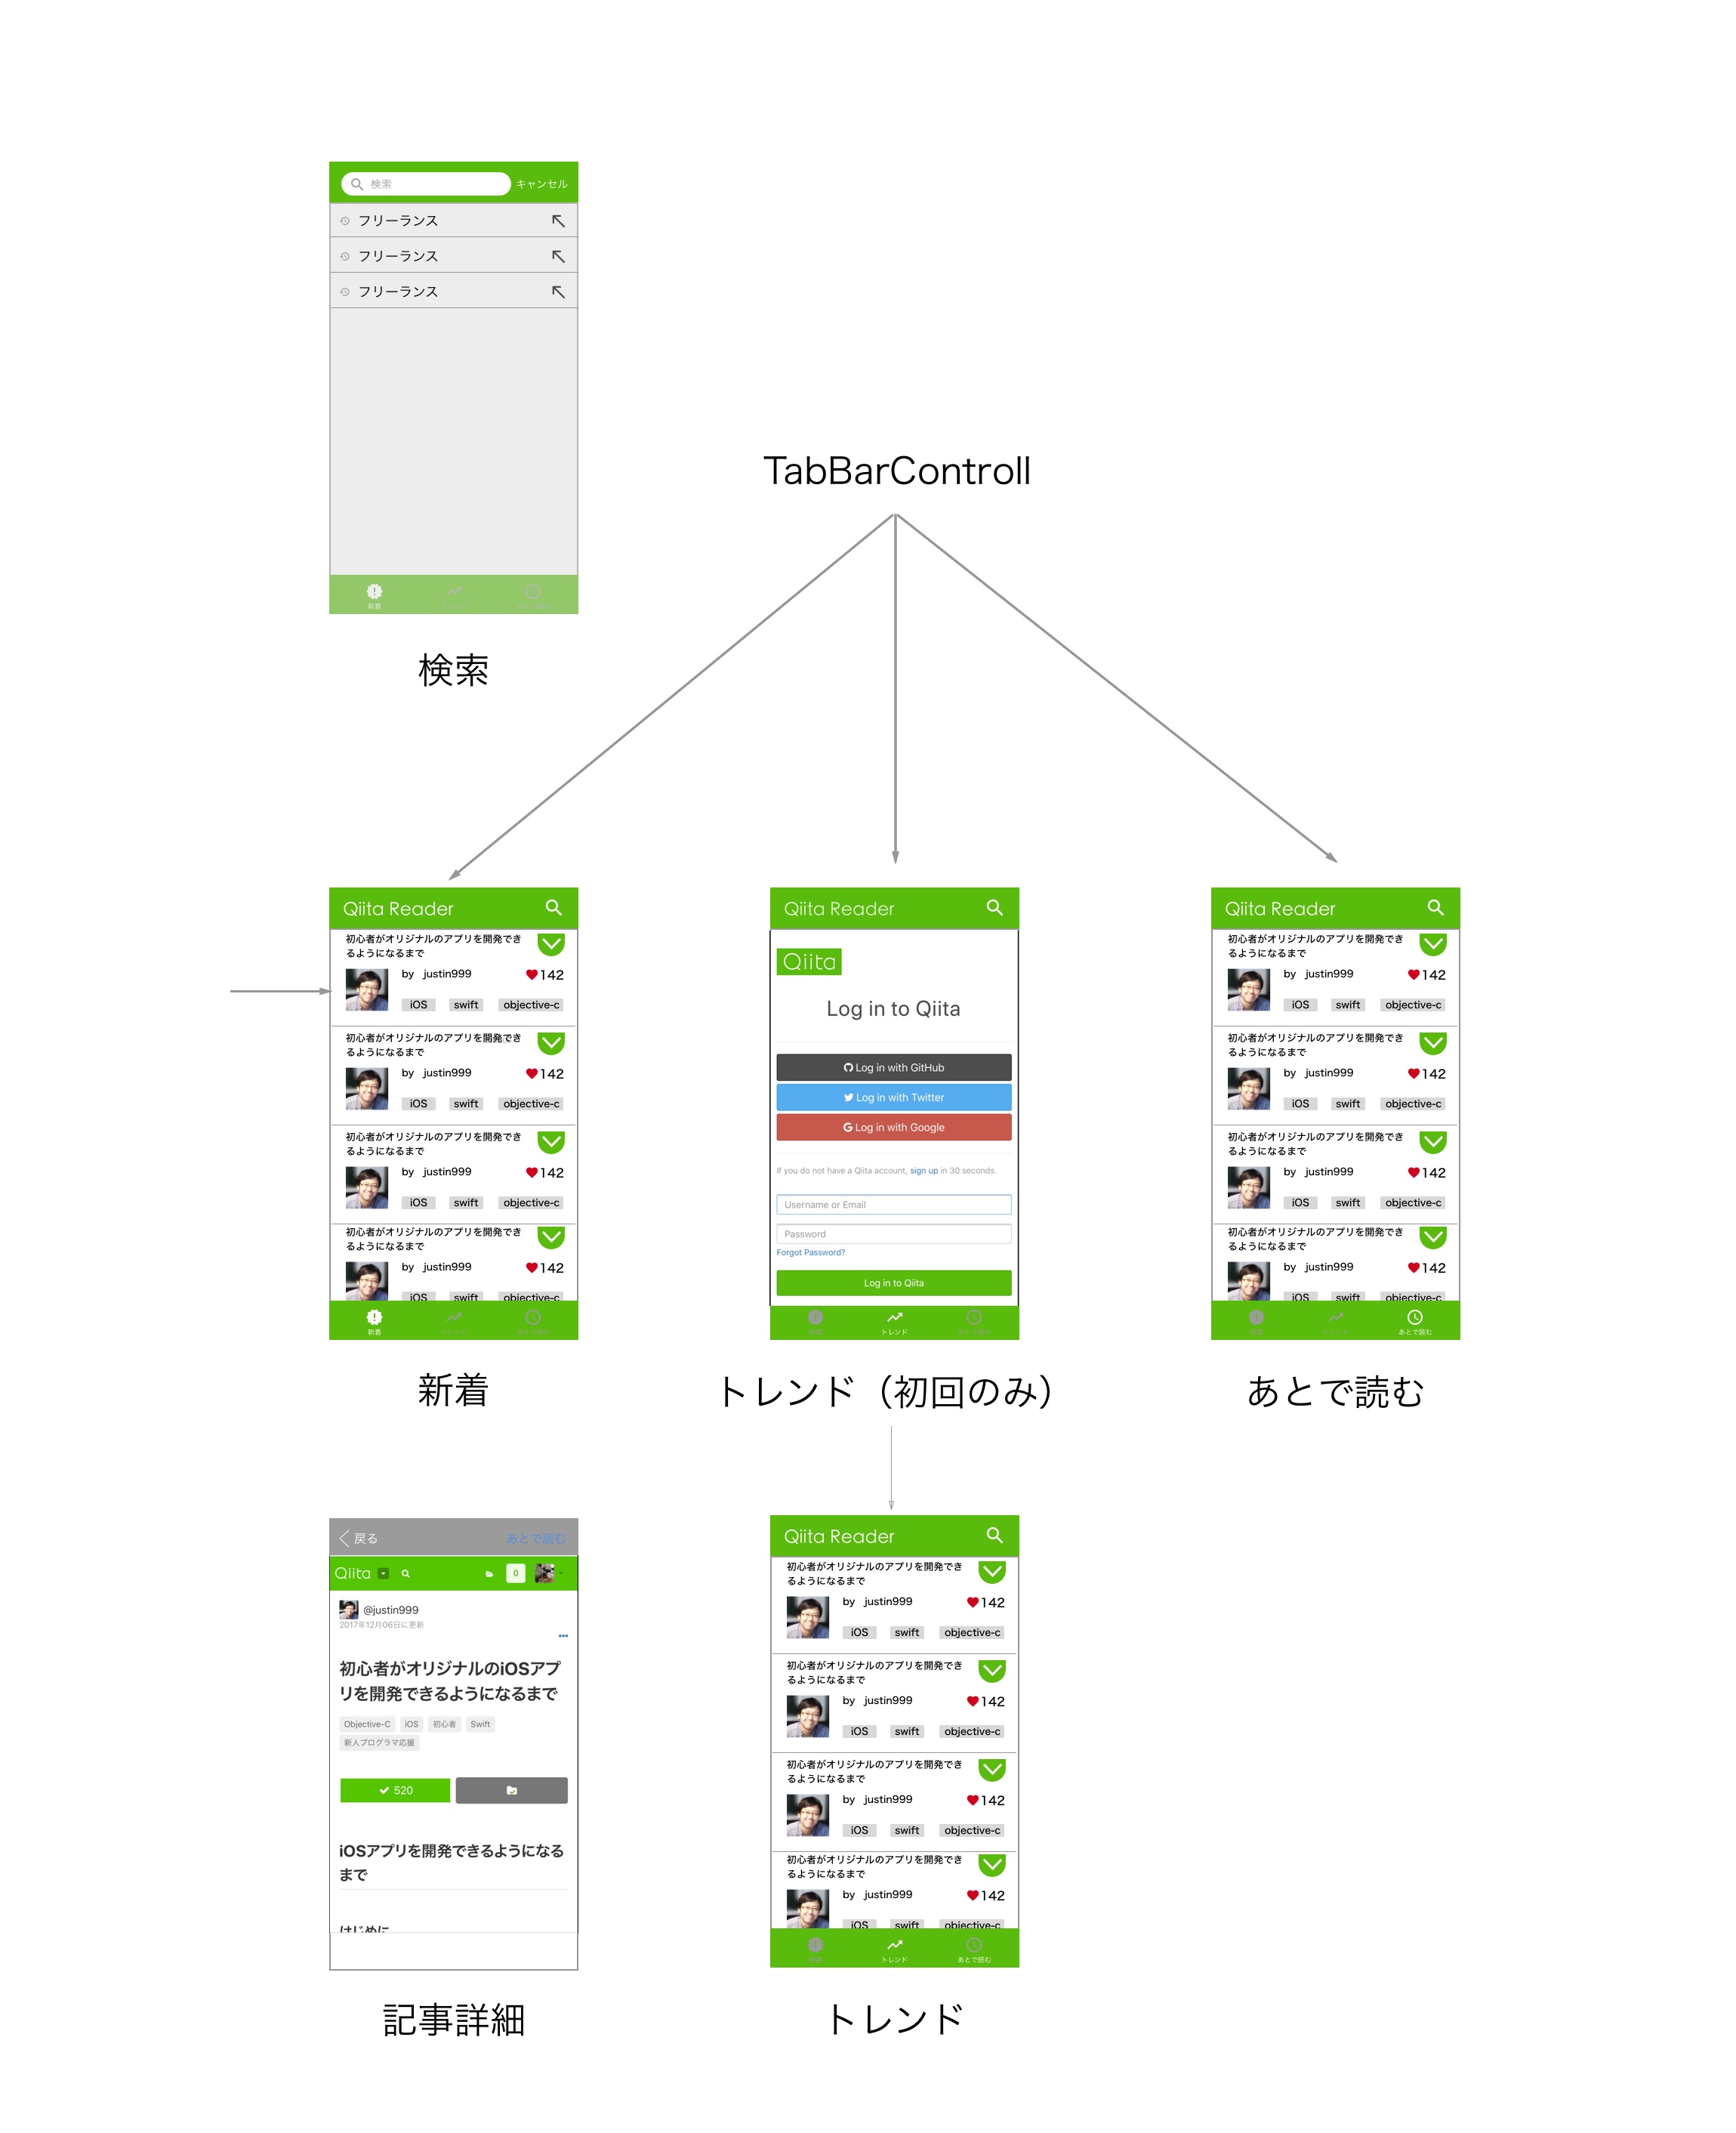 検索 キャンセル
フリーランス
フリーランス
フリーランス
新着
検索
TabBarControll
Qiita Reader
初心者がオリジナルのアプリを開発でき
るようになるまで
by justin999 142
iOS swift objective-c
初心者がオリジナルのアプリを開発でき
るようになるまで
by justin999 142
iOS swift objective-c
初心者がオリジナルのアプリを開発でき
るようになるまで
by justin999 142
iOS swift objective-c
初心者がオリジナルのアプリを開発でき
るようになるまで
by justin999 142
iOS swift objective-c
新着 トレンド あとで読む
新着
Qiita Reader
Qiita
Log in to Qiita
Log in with GitHub
Log in with Twitter
Log in with Google
If you do not have a Qiita account, sign up in 30 seconds.
Username or Email
Password
Forgot Password?
Log in to Qiita
新着 トレンド あとで読む
トレンド（初回のみ）
Qiita Reader
初心者がオリジナルのアプリを開発でき
るようになるまで
by justin999 142
iOS swift objective-c
初心者がオリジナルのアプリを開発でき
るようになるまで
by justin999 142
iOS swift objective-c
初心者がオリジナルのアプリを開発でき
るようになるまで
by justin999 142
iOS swift objective-c
初心者がオリジナルのアプリを開発でき
るようになるまで
by justin999 142
iOS swift objective-c
新着 トレンド あとで読む
あとで読む
戻る あとで読む
Qiita 0
@justin999
2017年12月06日に更新
初心者がオリジナルのiOSアプ
リを開発できるようになるまで
Objective-C iOS 初心者 Swift
新人プログラマ応援
520
iOSアプリを開発できるようになる
まで
はじめに
記事詳細
Qiita Reader
初心者がオリジナルのアプリを開発でき
るようになるまで
by justin999 142
iOS swift objective-c
初心者がオリジナルのアプリを開発でき
るようになるまで
by justin999 142
iOS swift objective-c
初心者がオリジナルのアプリを開発でき
るようになるまで
by justin999 142
iOS swift objective-c
初心者がオリジナルのアプリを開発でき
るようになるまで
by justin999 142
iOS swift objective-c
新着 トレンド あとで読む
トレンド